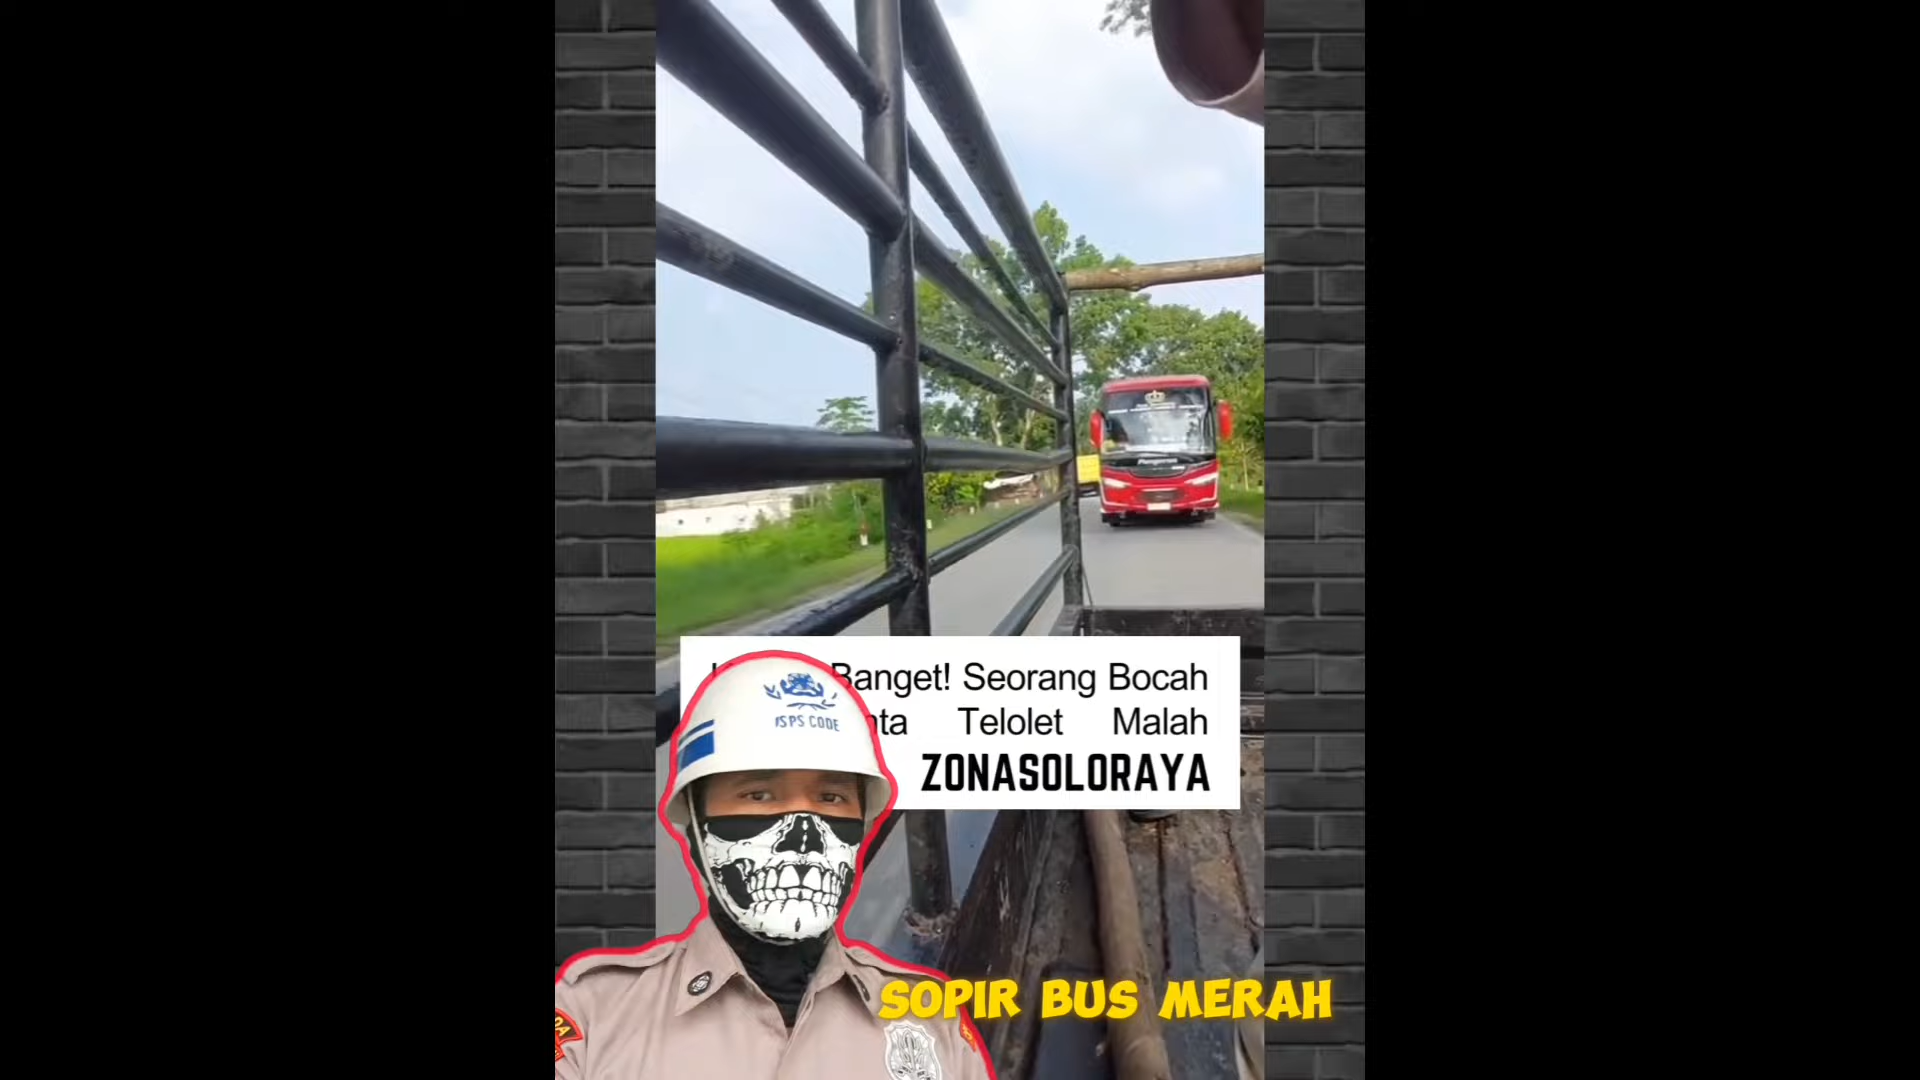 Banget! Seorang Bocah
Telolet Malah
ZONASOLORAYA
ISPS CODE
SOPIR BUS MERAH